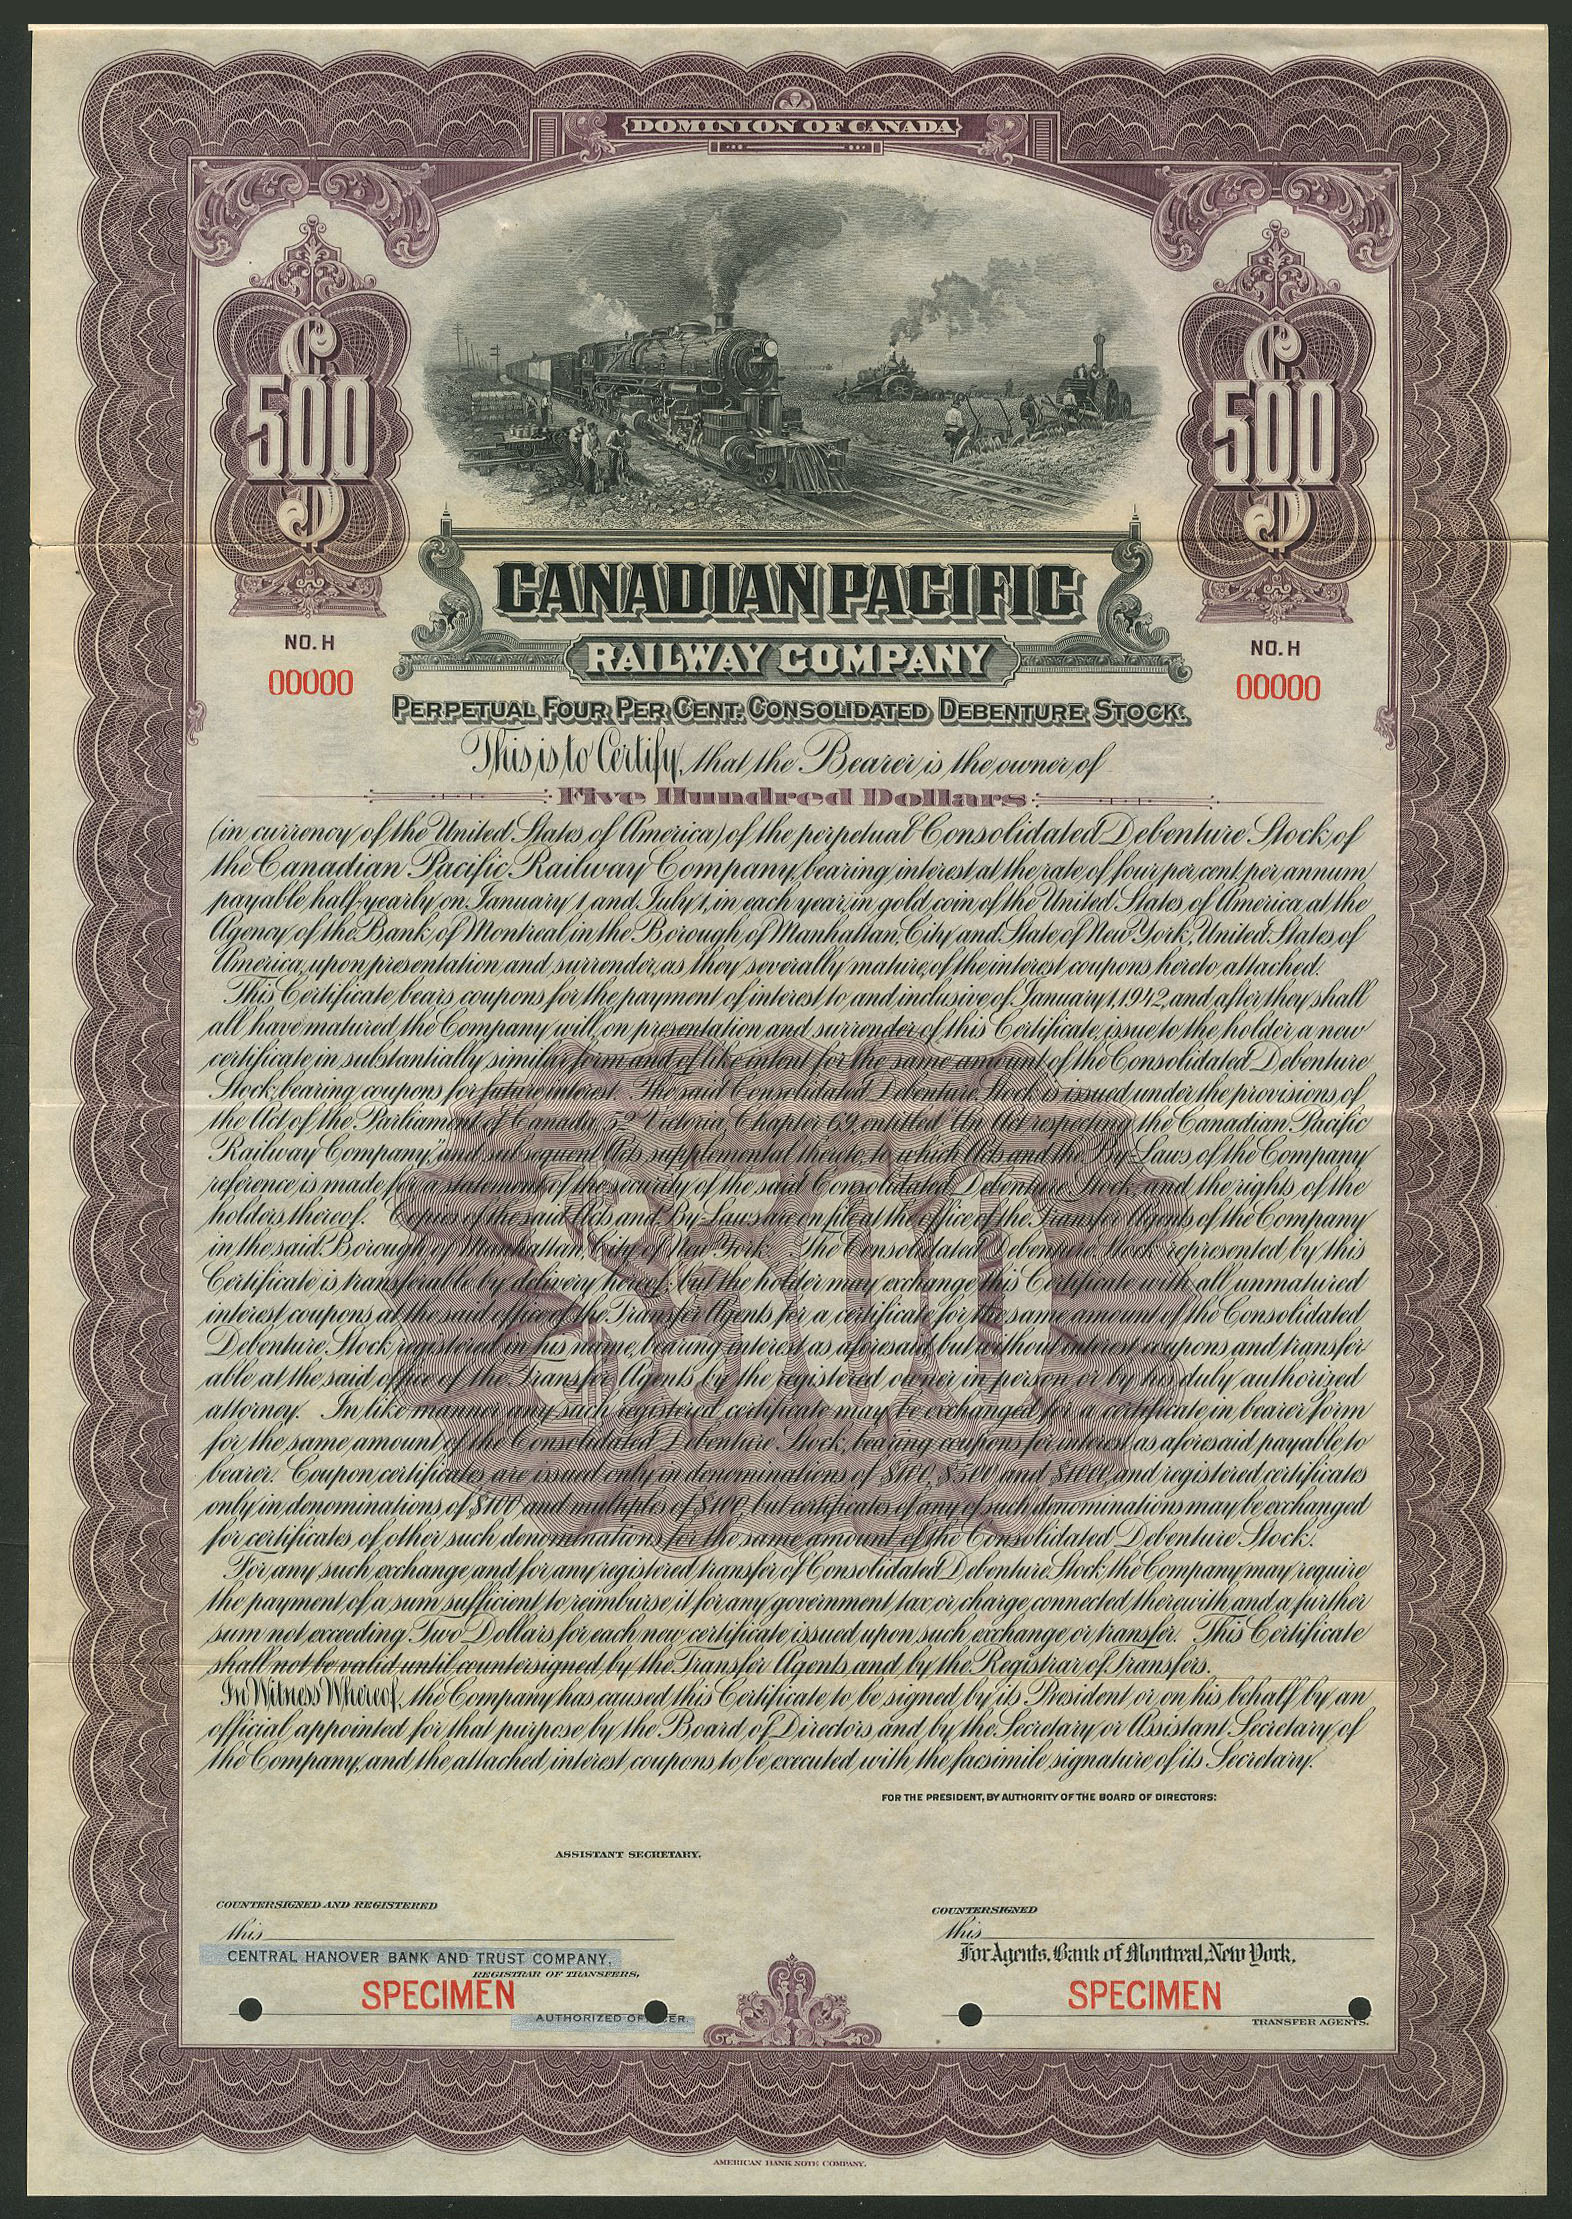 DOMINION OF CANADA
$500
$500
CANADIAN PACIFIC
RAILWAY COMPANY
NO. H
00000
NO. H
00000
PERPETUAL FOUR PER CENT. CONSOLIDATED DEBENTURE STOCK.
This is to Certify, that the Bearer is the owner of
Five Hundred Dollars
(in currency of the United States of America) of the perpetual Consolidated Debenture Stock of
the Canadian Pacific Railway Company, bearing interest at the rate of four per cent. per annum
payable half-yearly on January 1 and July 1, in each year, in gold coin of the United States of America, at the
Agency of the Bank of Montreal in the Borough of Manhattan, City and State of New York, United States of
America, upon presentation and surrender, as they severally mature, of the interest coupons hereto attached.
This Certificate bears coupons for the payment of interest to and inclusive of January 1, 1942, and after they shall
all have matured the Company will, on presentation and surrender of this Certificate, issue to the holder a new
certificate, in substantially similar form and of like intent for the same amount of the Consolidated Debenture
Stock, bearing coupons for future interest. The said Consolidated Debenture Stock is issued under the provisions of
the Act of the Parliament of Canada, 52 Victoria, Chapter 69, entitled "An Act respecting the Canadian Pacific
Railway Company," and subsequent Acts supplemental thereto, to which Acts and the By-Laws of the Company
reference is made for a statement of the security of the said Consolidated Debenture Stock, and the rights of the
holders thereof. Copies of the said Acts and By-Laws are on file at the office of the Transfer Agents of the Company
in the said Borough of Manhattan, City of New York. The Consolidated Debenture Stock represented by this
Certificate is transferable by delivery hereof; but the holder may exchange this Certificate with all unmatured
interest coupons at the said office of the Transfer Agents for a certificate for the same amount of the Consolidated
Debenture Stock registered in his name, bearing interest as aforesaid, but without interest coupons, and transfer
able at the said office of the Transfer Agents by the registered owner in person or by his duly authorized
attorney. In like manner any such registered certificate may be exchanged for a certificate, in bearer form
for the same amount of the Consolidated Debenture Stock, bearing coupons for interest as aforesaid payable to
bearer. Coupon certificates are issued only in denominations of $100, $500 and $1000 and registered certificates
only in denominations of $100 and multiples of $100, but certificates of any of such denominations may be exchanged
for certificates of other such denominations for the same amount of the Consolidated Debenture Stock.
For any such exchange and for any registered transfer of Consolidated Debenture Stock the Company may require
the payment of a sum sufficient to reimburse it for any government tax or charge connected therewith and a further
sum not exceeding Two Dollars for each new certificate issued upon such exchange or transfer. This Certificate
shall not be valid until countersigned by the Transfer Agents and by the Registrar of Transfers.
In Witness Whereof, the Company has caused this Certificate to be signed by its President or on his behalf by an
official appointed for that purpose by the Board of Directors and by the Secretary or Assistant Secretary of
the Company, and the attached interest coupons to be executed with the facsimile signature of its Secretary.
FOR THE PRESIDENT, BY AUTHORITY OF THE BOARD OF DIRECTORS:
ASSISTANT SECRETARY.
COUNTERSIGNED AND REGISTERED
this
CENTRAL HANOVER BANK AND TRUST COMPANY,
REGISTRAR OF TRANSFERS,
SPECIMEN
AUTHORIZED OFFICER.
COUNTERSIGNED
this
For Agents, Bank of Montreal, New York,
SPECIMEN
TRANSFER AGENTS.
AMERICAN BANK NOTE COMPANY.